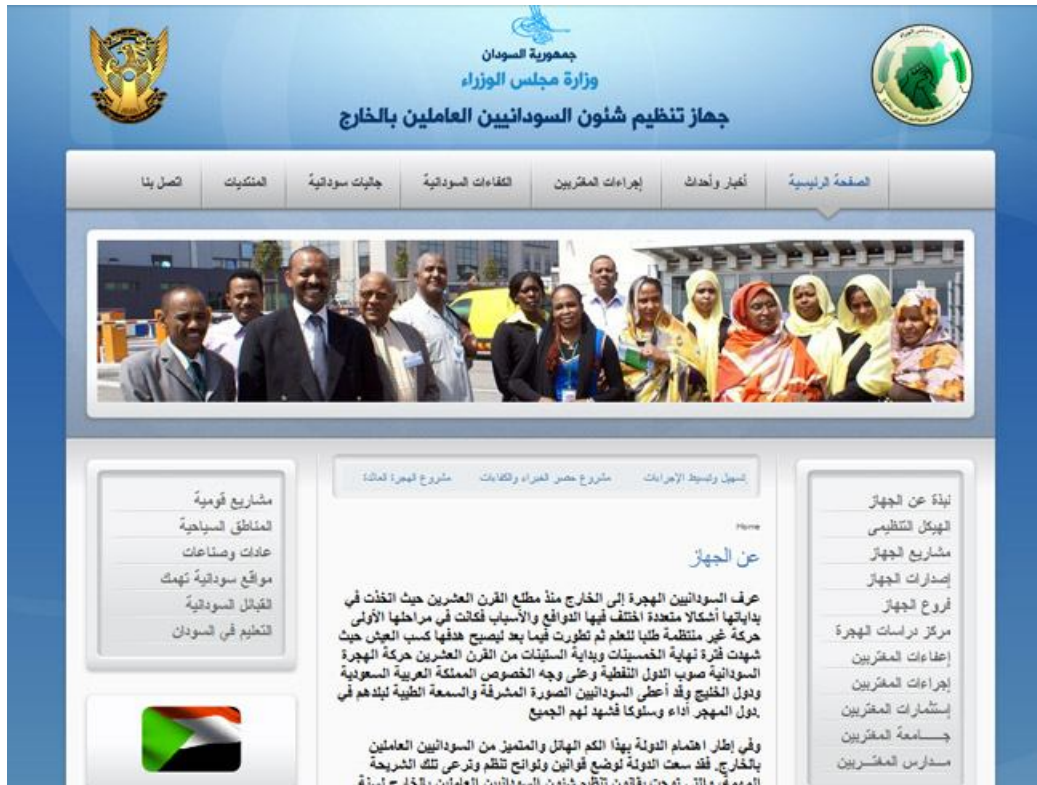 جمهورية السودان
وزارة مجلس الوزراء
جهاز تنظيم شئون السودانيين العاملين بالخارج
الصفحة الرئيسية
أخبار وأحداث
إجراءات المغتربين
الكفاءات السودانية
جاليات سودانية
المنتديات
اتصل بنا
نبذة عن الجهاز
الهيكل التنظيمى
مشاريع الجهاز
إصدارات الجهاز
فروع الجهاز
مركز دراسات الهجرة
إعفاءات المغتربين
إجراءات المغتربين
إستثمارات المغتربين
جـــــامعة المغتربين
مـــدارس المغتــربين
تسهيل وتبسيط الإجراءات
مشروع حصر الخبراء والكفاءات
مشروع الهجرة العائدة
Home
عن الجهاز
عرف السودانيين الهجرة إلى الخارج منذ مطلع القرن العشرين حيث اتخذت في
بداياتها أشكالا متعددة اختلف فيها الدوافع والأسباب فكانت في مراحلها الأولى
حركة غير منتظمة طلبا للعلم ثم تطورت فيما بعد ليصبح هدفها كسب العيش حيث
شهدت فترة نهاية الخمسينات وبداية الستينات من القرن العشرين حركة الهجرة
السودانية صوب الدول النفطية وعلى وجه الخصوص المملكة العربية السعودية
ودول الخليج وقد أعطى السودانيين الصورة المشرفة والسمعة الطيبة لبلدهم في
دول المهجر أداء وسلوكا فشهد لهم الجميع.
وفي إطار اهتمام الدولة بهذا الكم الهائل والمتميز من السودانيين العاملين
بالخارج. فقد سعت الدولة لوضع قوانين ولوائح تنظم وترعى تلك الشريحة
مشاريع قومية
المناطق السياحية
عادات وصناعات
مواقع سودانية تهمك
القبائل السودانية
التعليم في السودان